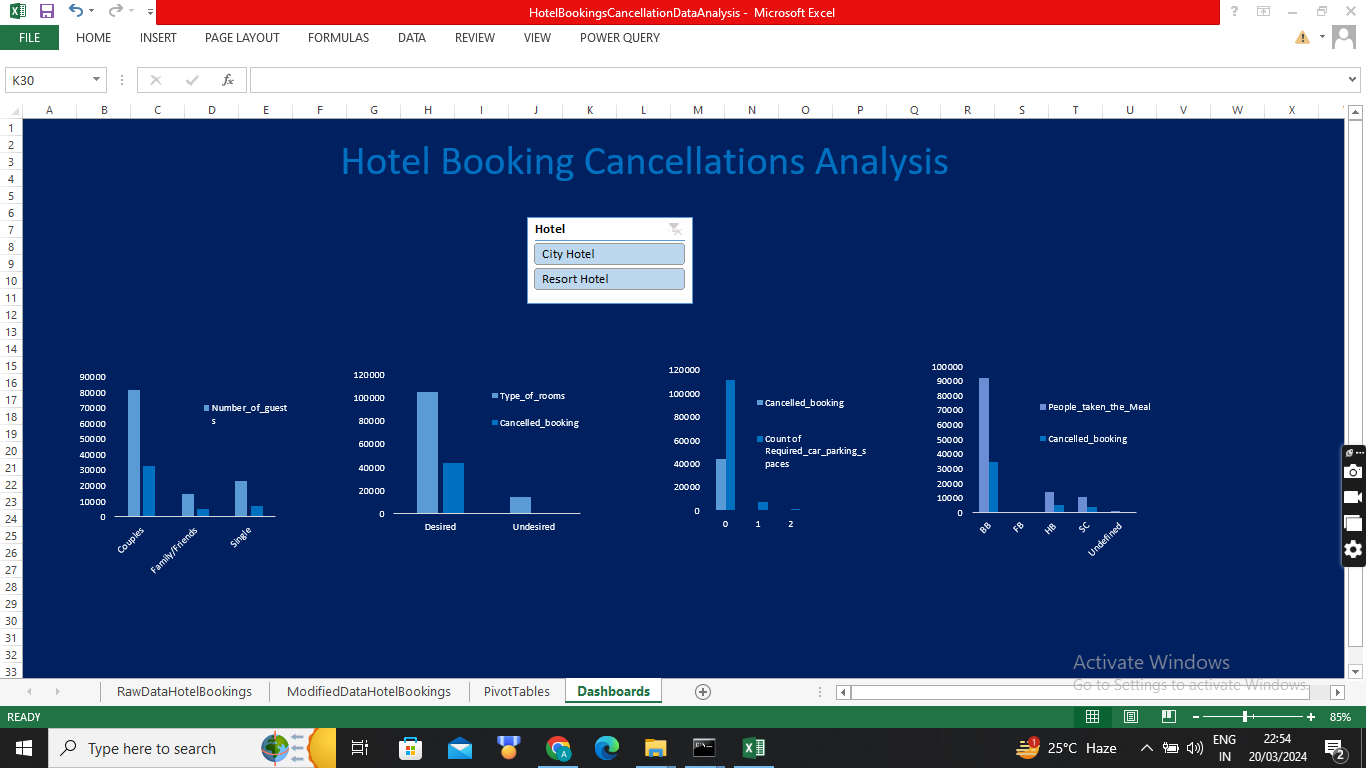 HotelBookingsCancellationDataAnalysis - Microsoft Excel
FILE HOME INSERT PAGE LAYOUT FORMULAS DATA REVIEW VIEW POWER QUERY
K30 fx
A B C D E F G H I J K L M N O P Q R S T U V W X
1
2
3
4
5
6
7
8
9
10
11
12
13
14
15
16
17
18
19
20
21
22
23
24
25
26
27
28
29
30
31
32
33
Hotel Booking Cancellations Analysis
Hotel
City Hotel
Resort Hotel
90000
80000
70000
60000
50000
40000
30000
20000
10000
0
Number_of_guest
s
Couples Family/Friends Single
120000
100000
80000
60000
40000
20000
0
Type_of_rooms
Cancelled_booking
Desired Undesired
120000
100000
80000
60000
40000
20000
0
Cancelled_booking
Count of
Required_car_parking_s
paces
0 1 2
100000
90000
80000
70000
60000
50000
40000
30000
20000
10000
0
People_taken_the_Meal
Cancelled_booking
BB FB HB SC Undefined
Activate Windows
Go to Settings to activate Windows.
RawDataHotelBookings ModifiedDataHotelBookings PivotTables Dashboards
READY 85%
Type here to search
1
25°C Haze
ENG
IN
22:54
20/03/2024
2